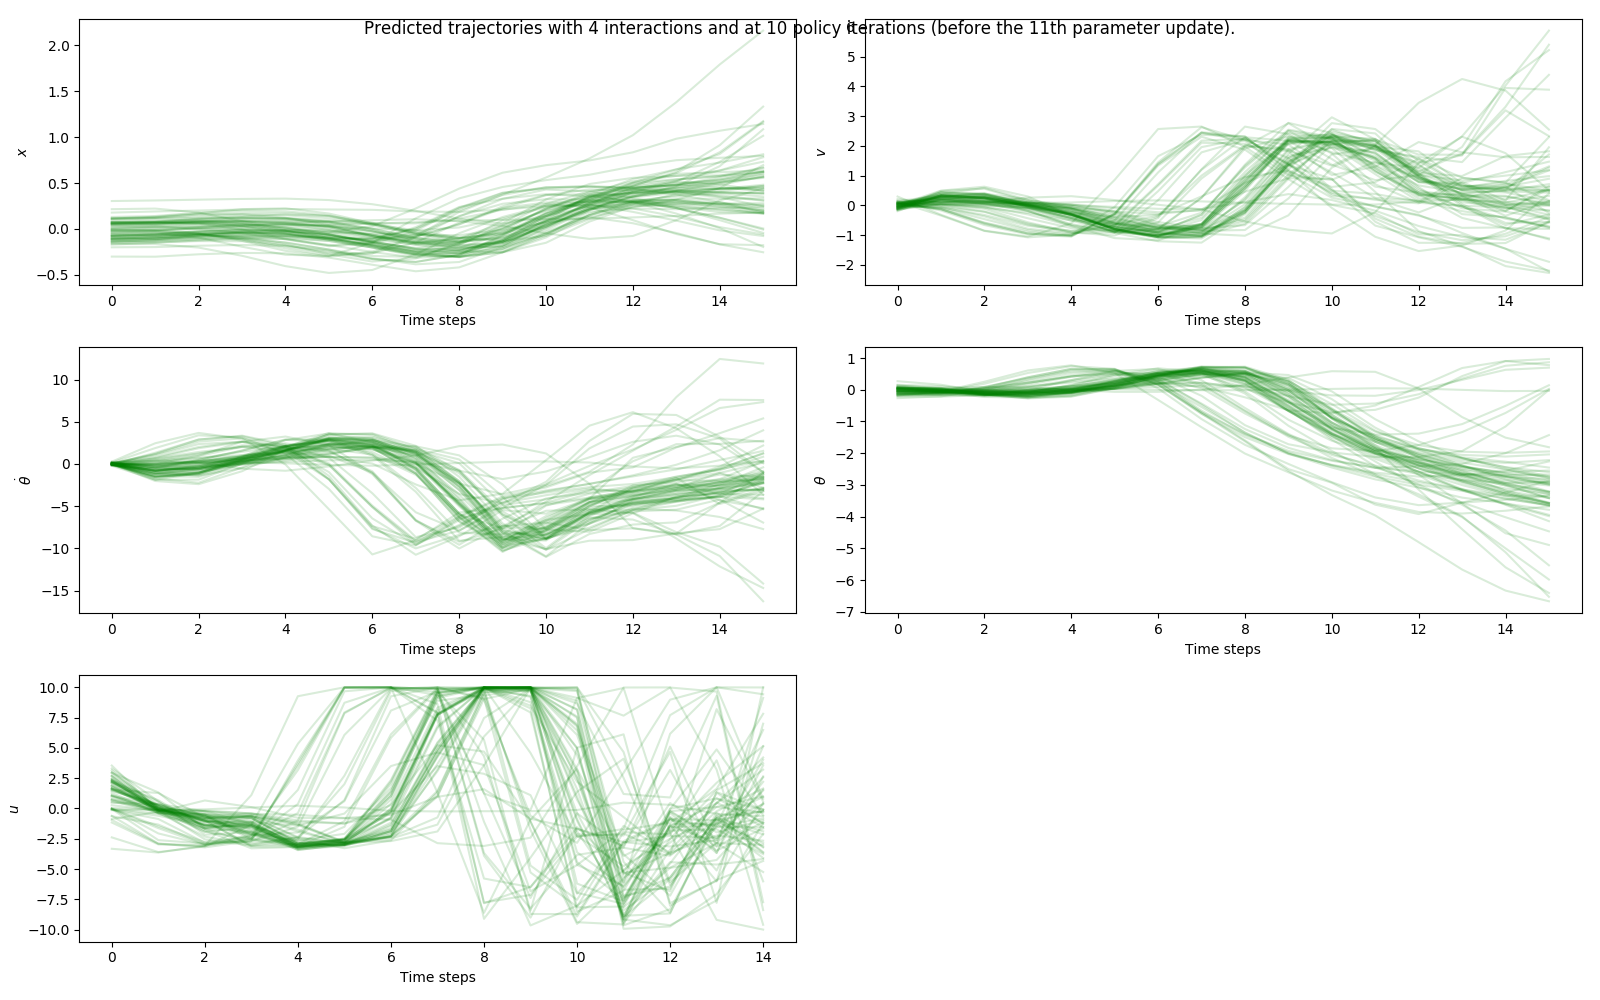 Predicted trajectories with 4 interactions and at 10 policy iterations (before the 11th parameter update).
2.0
1.5
1.0
0.5
0.0
−0.5
x
0 2 4 6 8 10 12 14
Time steps
6
5
4
3
2
1
0
−1
−2
v
0 2 4 6 8 10 12 14
Time steps
10
5
0
−5
−10
−15
θ̇
0 2 4 6 8 10 12 14
Time steps
1
0
−1
−2
−3
−4
−5
−6
−7
θ
0 2 4 6 8 10 12 14
Time steps
10.0
7.5
5.0
2.5
0.0
−2.5
−5.0
−7.5
−10.0
u
0 2 4 6 8 10 12 14
Time steps